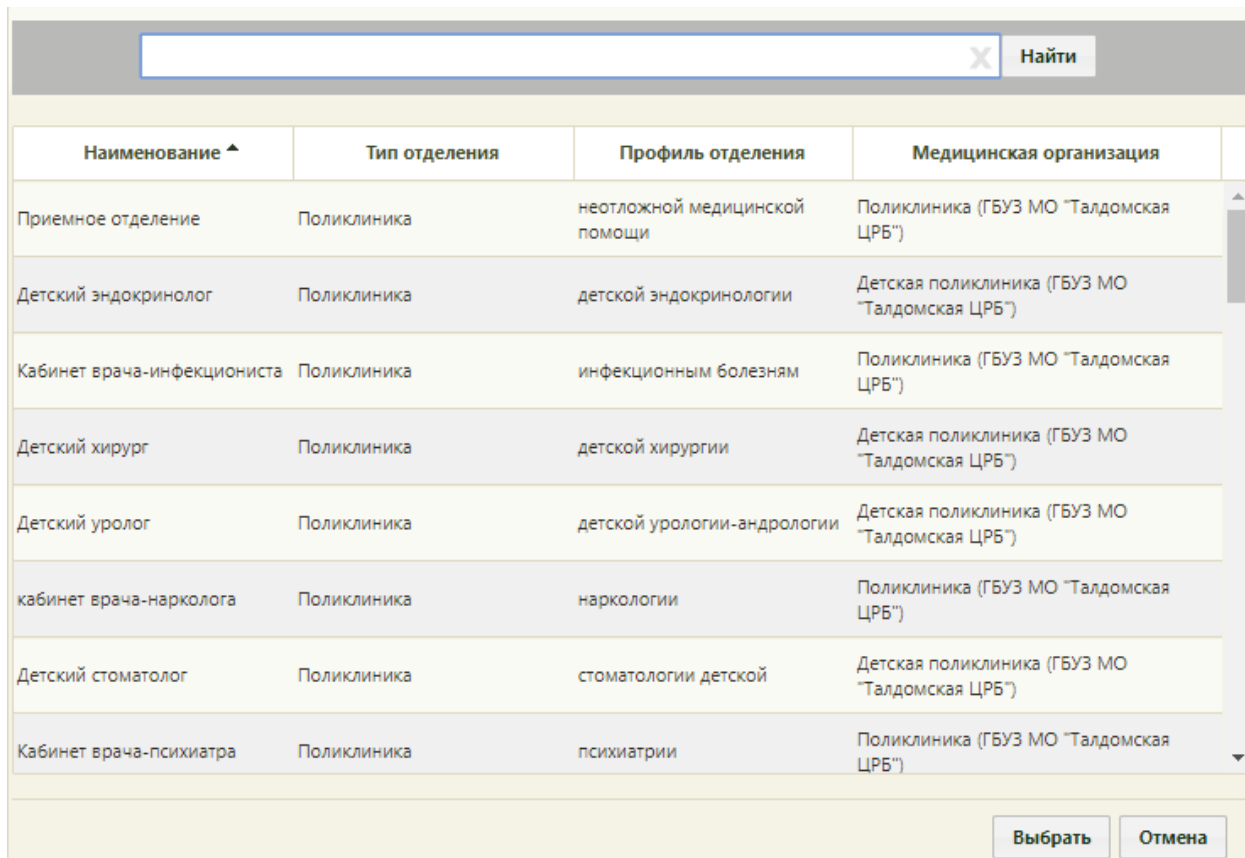 X Найти
Наименование Тип отделения Профиль отделения Медицинская организация
Приемное отделение Поликлиника неотложной медицинской помощи Поликлиника (ГБУЗ МО "Талдомская ЦРБ")
Детский эндокринолог Поликлиника детской эндокринологии Детская поликлиника (ГБУЗ МО "Талдомская ЦРБ")
Кабинет врача-инфекциониста Поликлиника инфекционным болезням Поликлиника (ГБУЗ МО "Талдомская ЦРБ")
Детский хирург Поликлиника детской хирургии Детская поликлиника (ГБУЗ МО "Талдомская ЦРБ")
Детский уролог Поликлиника детской урологии-андрологии Детская поликлиника (ГБУЗ МО "Талдомская ЦРБ")
кабинет врача-нарколога Поликлиника наркологии Поликлиника (ГБУЗ МО "Талдомская ЦРБ")
Детский стоматолог Поликлиника стоматологии детской Детская поликлиника (ГБУЗ МО "Талдомская ЦРБ")
Кабинет врача-психиатра Поликлиника психиатрии Поликлиника (ГБУЗ МО "Талдомская ЦРБ")
Выбрать Отмена